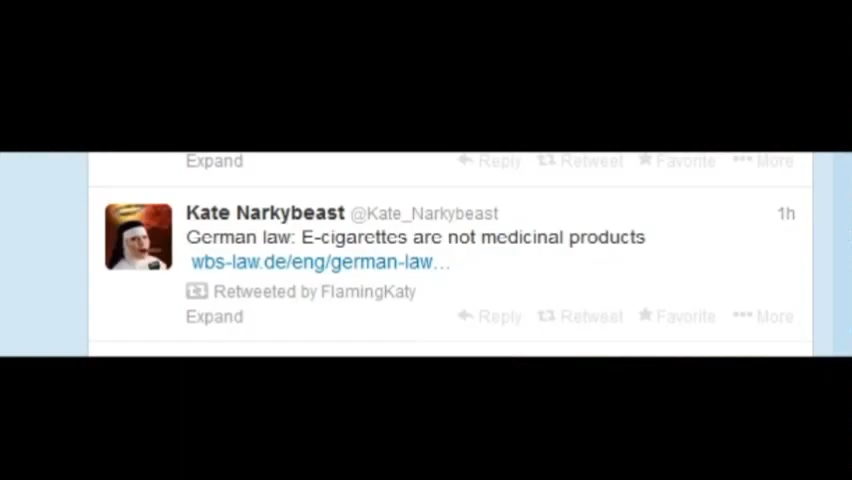 Expand Reply Retweet Favorite More
Kate Narkybeast @Kate_Narkybeast 1h
German law: E-cigarettes are not medicinal products
wbs-law.de/eng/german-law...
Retweeted by FlamingKaty
Expand Reply Retweet Favorite More